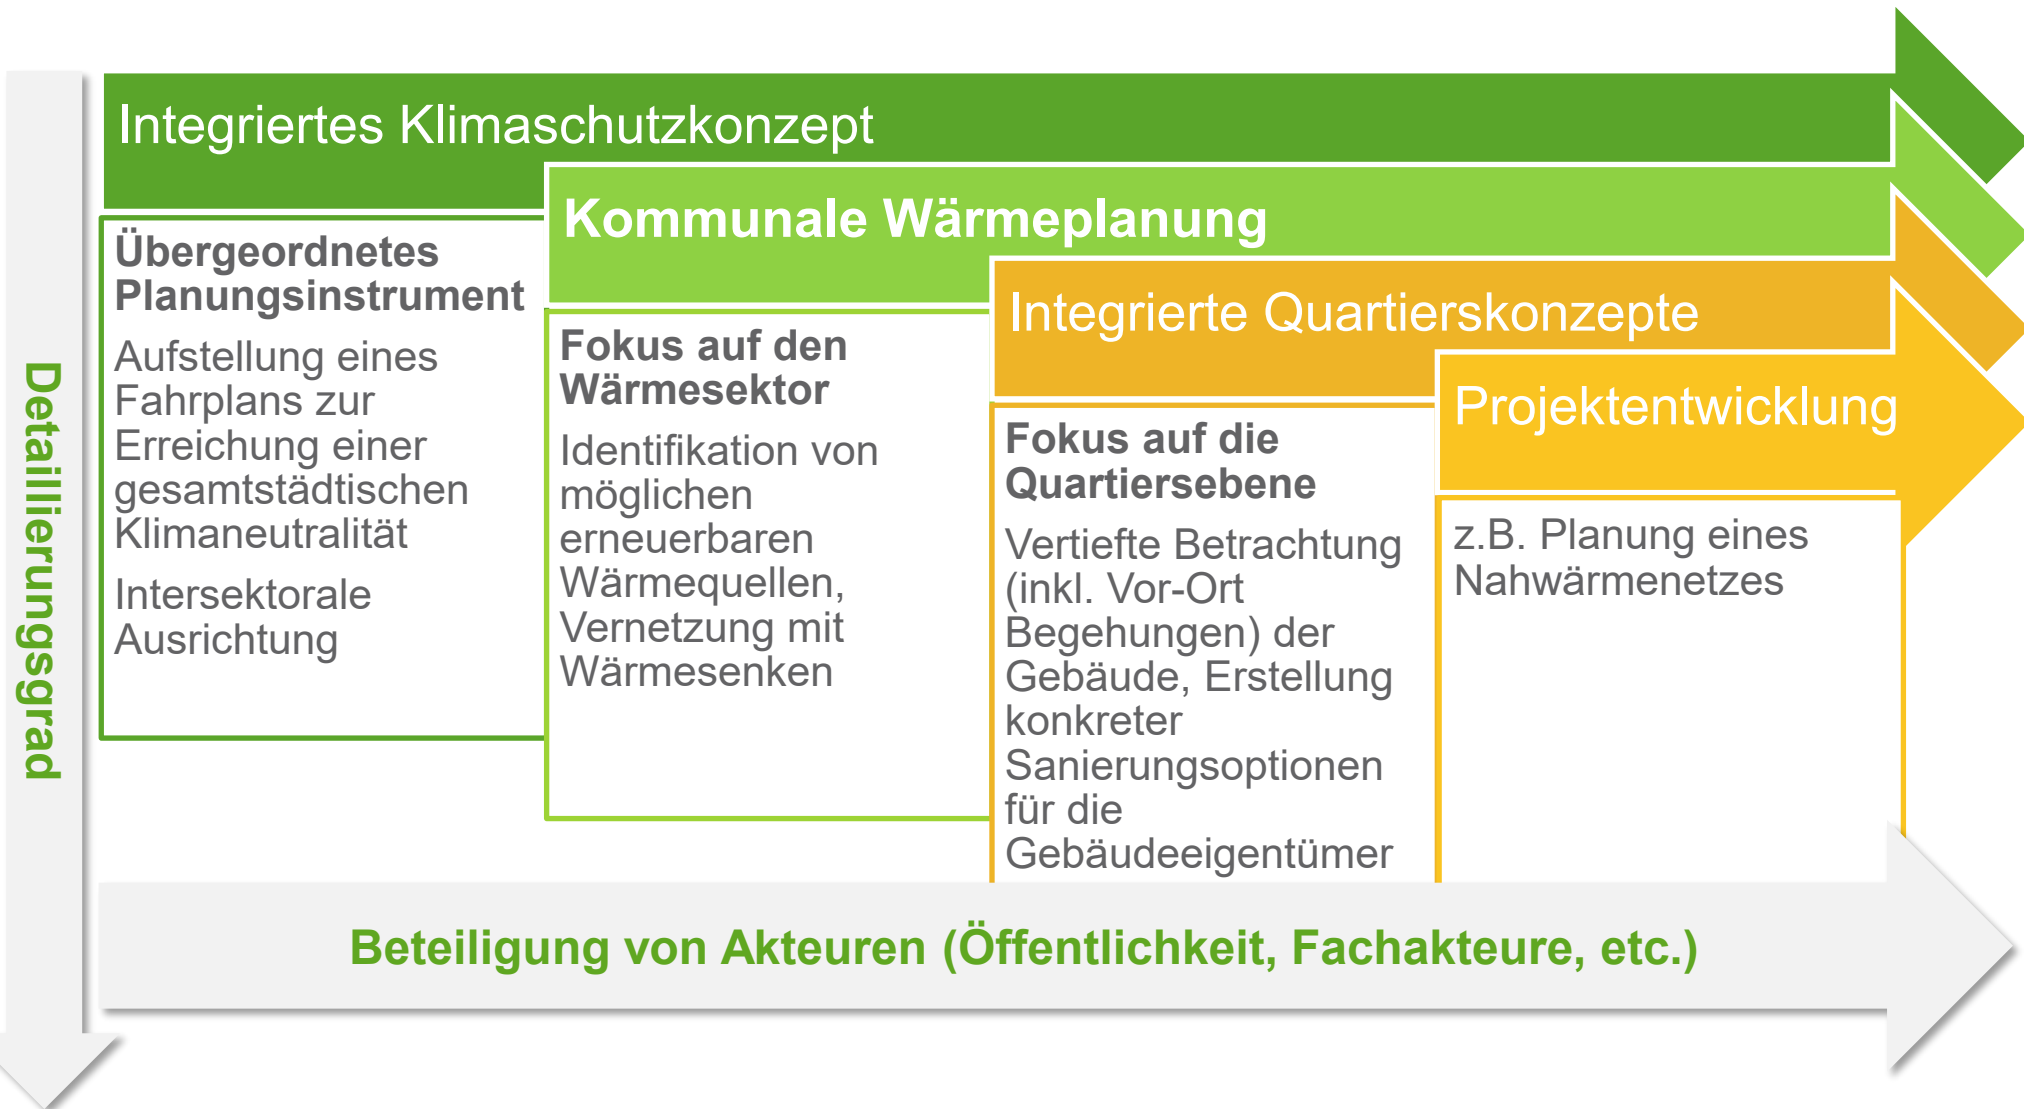 Integriertes Klimaschutzkonzept
Übergeordnetes
Planungsinstrument
Aufstellung eines
Fahrplans zur
Erreichung einer
gesamtstädtischen
Klimaneutralität
Intersektorale
Ausrichtung
Kommunale Wärmeplanung
Fokus auf den
Wärmesektor
Identifikation von
möglichen
erneuerbaren
Wärmequellen,
Vernetzung mit
Wärmesenken
Integrierte Quartierskonzepte
Fokus auf die
Quartiersebene
Vertiefte Betrachtung
(inkl. Vor-Ort
Begehungen) der
Gebäude, Erstellung
konkreter
Sanierungsoptionen
für die
Gebäudeeigentümer
Projektentwicklung
z.B. Planung eines
Nahwärmenetzes
Detaillierungsgrad
Beteiligung von Akteuren (Öffentlichkeit, Fachakteure, etc.)